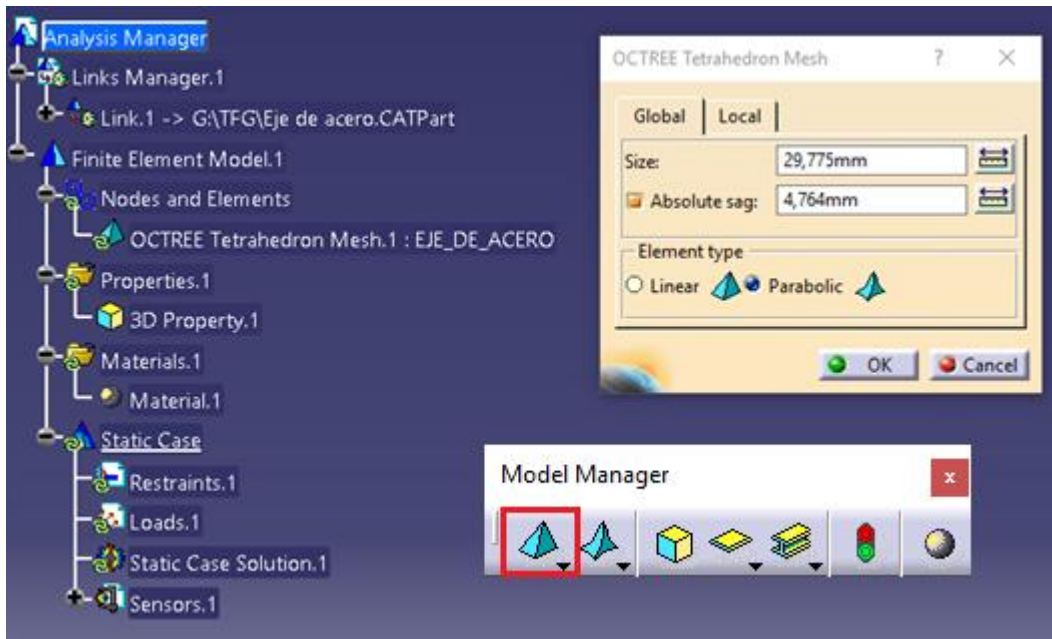 Analysis Manager
Links Manager.1
Link.1 -> G:\TFG\Eje de acero.CATPart
Finite Element Model.1
Nodes and Elements
OCTREE Tetrahedron Mesh.1 : EJE_DE_ACERO
Properties.1
3D Property.1
Materials.1
Material.1
Static Case
Restraints.1
Loads.1
Static Case Solution.1
Sensors.1
OCTREE Tetrahedron Mesh ? ×
Global Local
Size: 29,775mm
Absolute sag: 4,764mm
Element type
Linear Parabolic
OK Cancel
Model Manager x